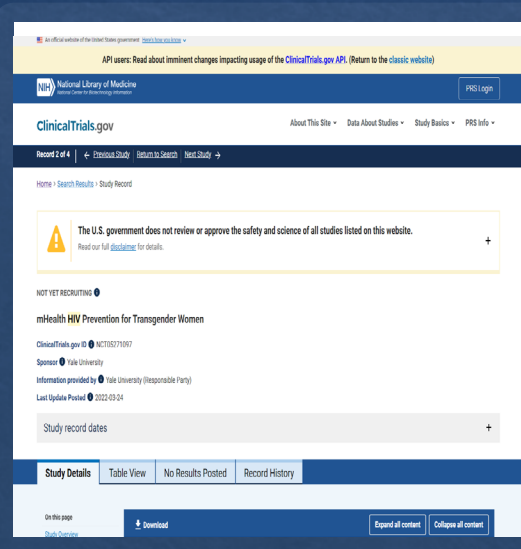 An official website of the United States government Here's how you know
API users: Read about imminent changes impacting usage of the ClinicalTrials.gov API. (Return to the classic website)
NIH National Library of Medicine
National Center for Biotechnology Information
PRS Login
ClinicalTrials.gov
About This Site Data About Studies Study Basics PRS Info
Record 2 of 4 | ← Previous Study | Return to Search | Next Study →
Home > Search Results > Study Record
The U.S. government does not review or approve the safety and science of all studies listed on this website.
Read our full disclaimer for details.
+
NOT YET RECRUITING
mHealth HIV Prevention for Transgender Women
ClinicalTrials.gov ID NCT05271097
Sponsor Yale University
Information provided by Yale University (Responsible Party)
Last Update Posted 2022-03-24
Study record dates +
Study Details Table View No Results Posted Record History
On this page
Study Overview
Download Expand all content Collapse all content